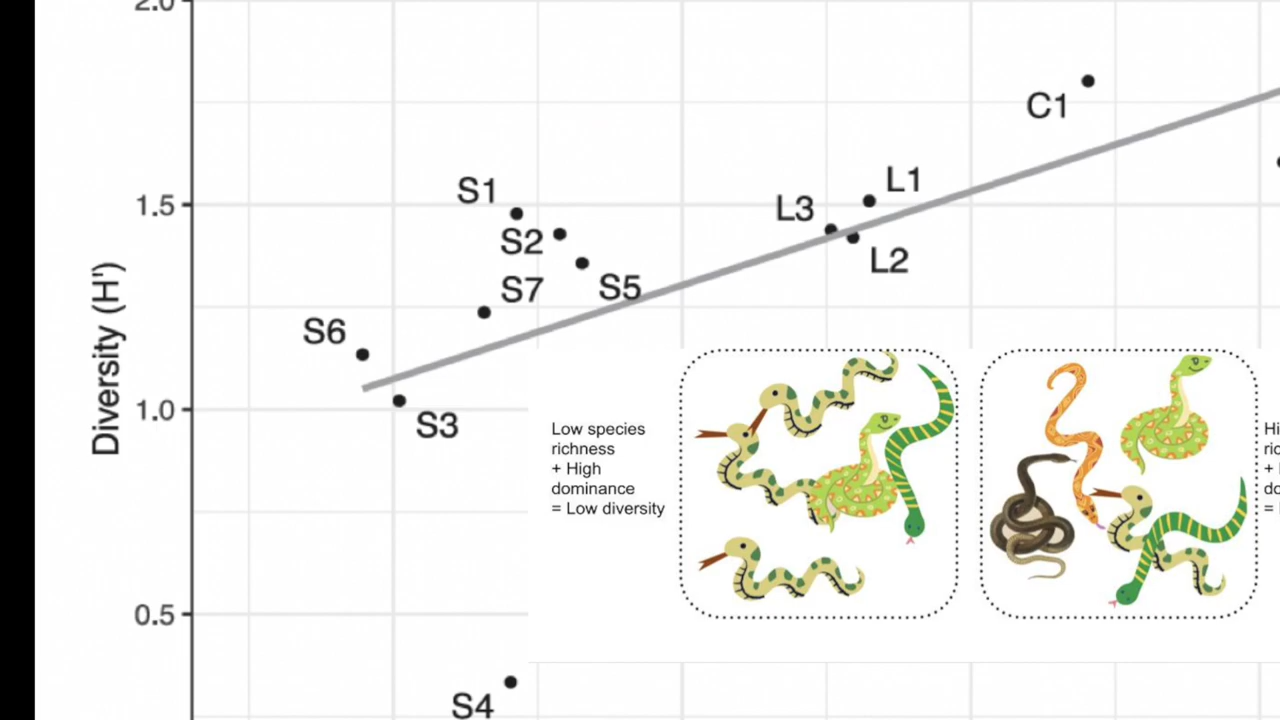 2.0
C1
S1
L1
1.5
L3
S2
L2
S7
S5
S6
Diversity (H')
1.0
S3
Low species
richness
+ High
dominance
= Low diversity
0.5
S4